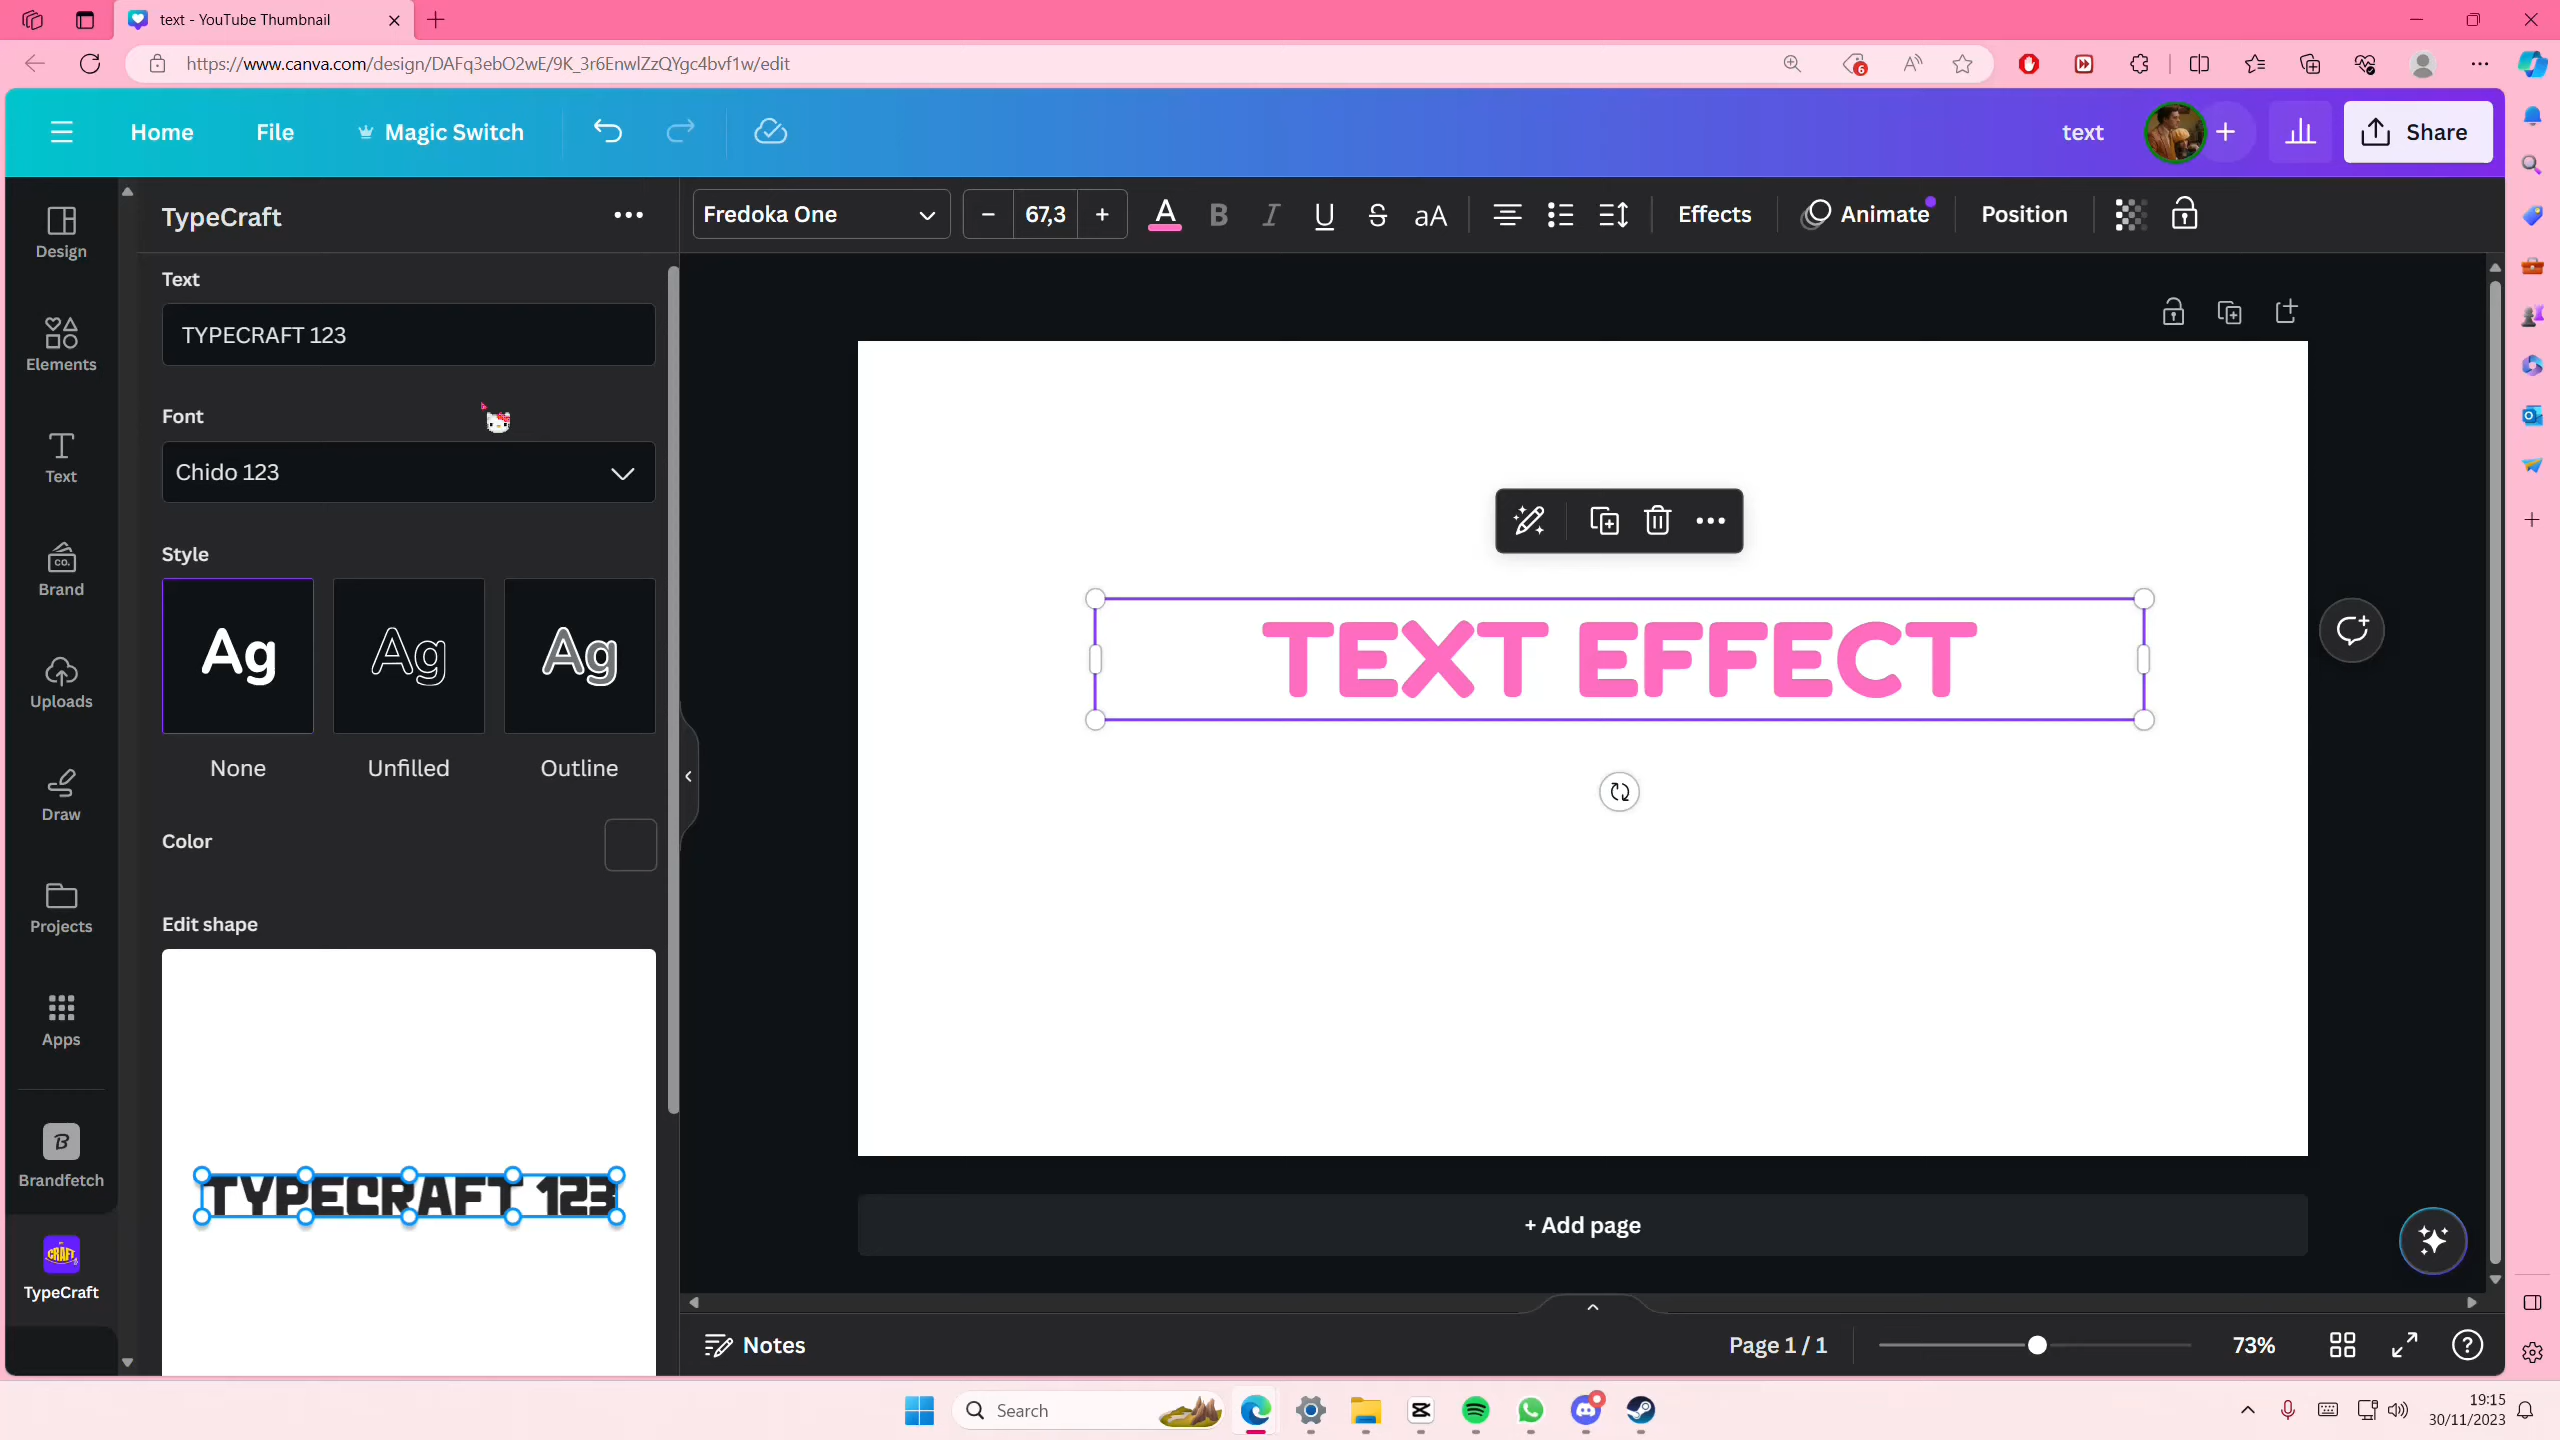 text - YouTube Thumbnail
https://www.canva.com/design/DAFq3ebO2wE/9K_3r6EnwlZzQYgc4bvf1w/edit
6
Home
File
Magic Switch
text
Share
TypeCraft
Fredoka One
67,3
A
B
I
U
S
aA
Effects
Animate
Position
Design
Elements
Text
Brand
CO.
Uploads
Draw
Projects
Apps
Brandfetch
CRAFT
TypeCraft
Text
TYPECRAFT 123
Font
Chido 123
Style
Ag
Ag
Ag
None
Unfilled
Outline
Color
Edit shape
TYPECRAFT 123
TEXT EFFECT
+ Add page
Notes
Page 1 / 1
73%
Search
19:15
30/11/2023